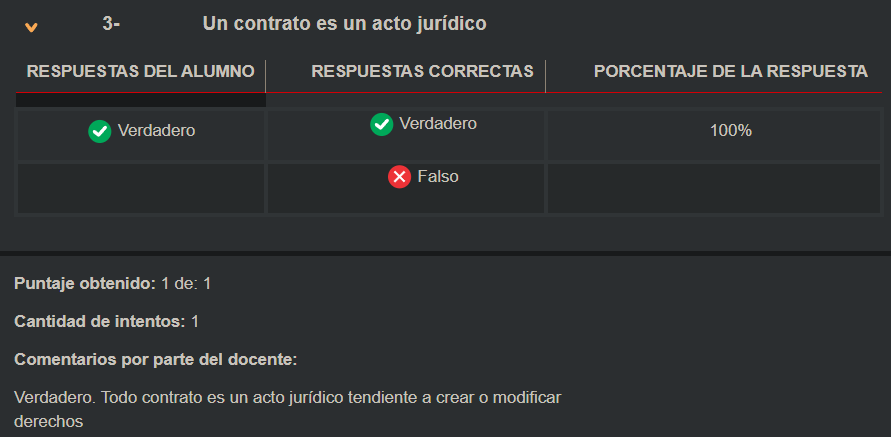 3- Un contrato es un acto jurídico
RESPUESTAS DEL ALUMNO RESPUESTAS CORRECTAS PORCENTAJE DE LA RESPUESTA
Verdadero Verdadero 100%
Falso
Puntaje obtenido: 1 de: 1
Cantidad de intentos: 1
Comentarios por parte del docente:
Verdadero. Todo contrato es un acto jurídico tendiente a crear o modificar
derechos